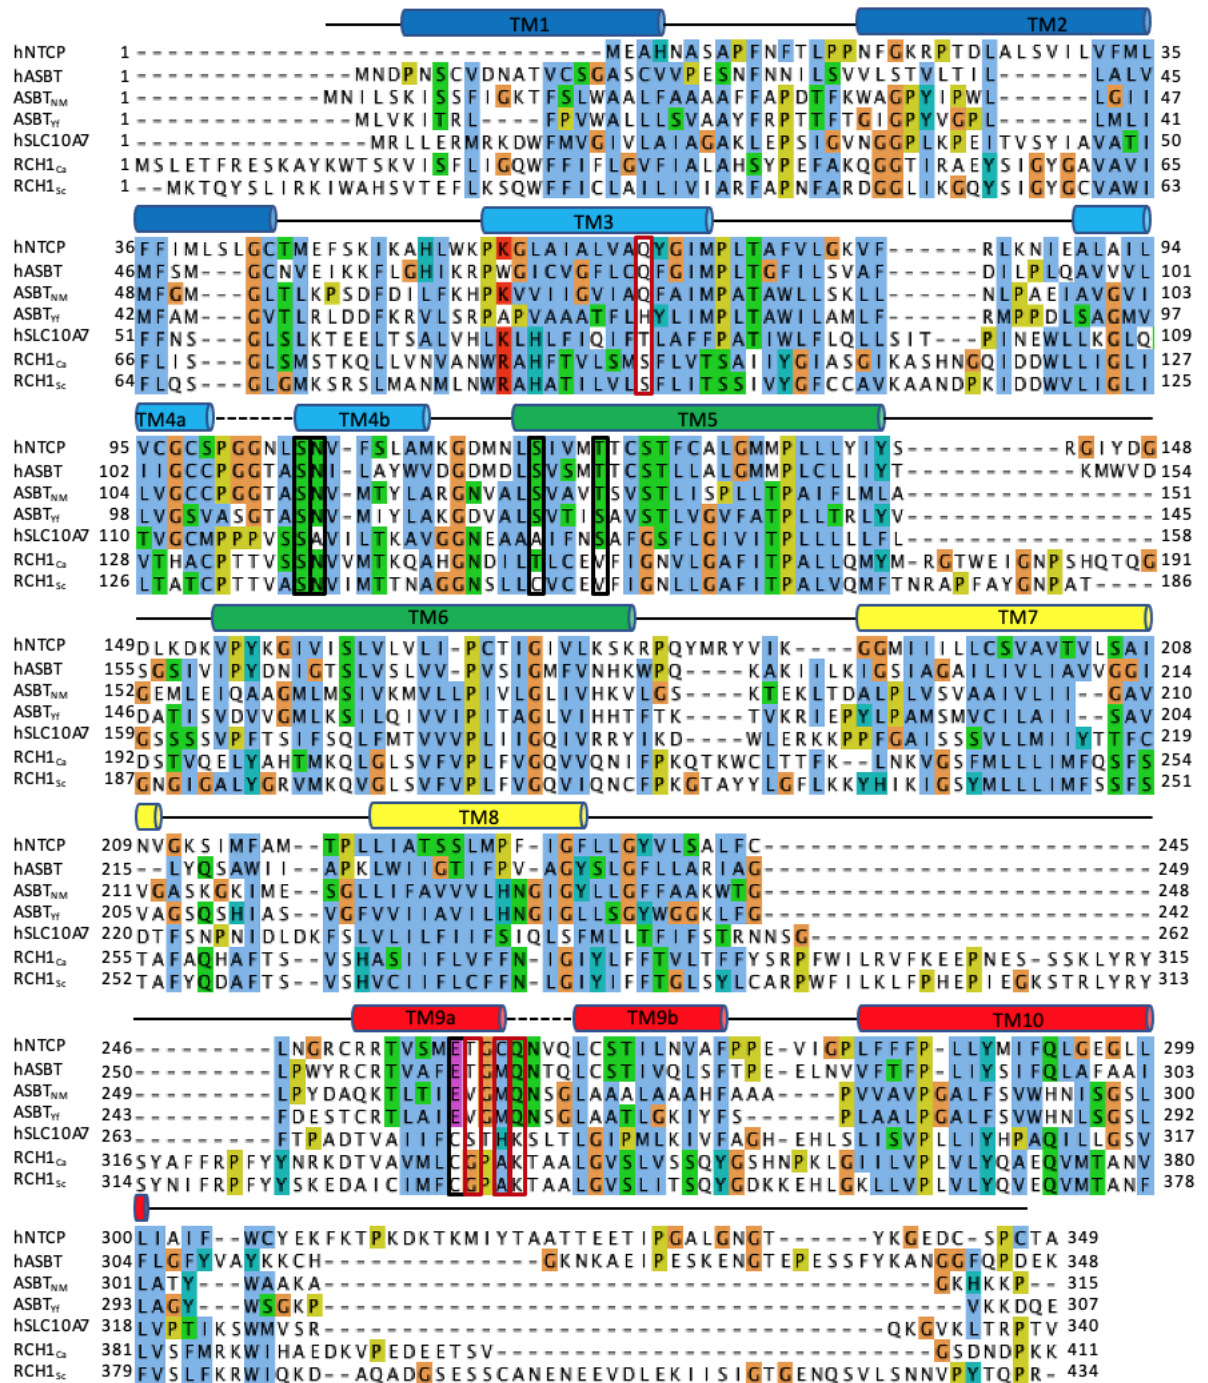 TM1 TM2
hNTCP 1 - - - - - - - - - - - - - - - - - - - - - - - - - - - - MEAHNASAPFNFTLPPNFGKRPTDLALSVILVFML 35
hASBT 1 - - - - - - - - - - - - - - - - - - - MNDPNSCVDNATVCSGASCVVPESNFNNILSVVLSTVLTIL------LALV 45
ASBTNM 1 - - - - - - - - - - - - - - - - MNILSKISSFIGKTFSLWAALFAAAAFFAPDTFKWAGPYIPWL------LGII 47
ASBTYf 1 - - - - - - - - - - - - - - - - - - - MLVKITRL----FPVWALLLSVAAYFRPTTFTGIGPYVGPL------LMLI 41
hSLC10A7 1 - - - - - - - - - - - - - - - - - - - MRLLERMRKDWFMVGIVLAIAGAKLEPSIGVNGGPLKPEITVSYIAVATI 50
RCH1Ca 1 MSLETFRESKAYKWTSKVISFLIGQWFFIFLGVFIALAHSYPEFAKQGGTIRAEYSIGYGAVAVI 65
RCH1Sc 1 --MKTQYSLIRKIWAHSVTEFLKSQWFFICLAILIVIARFAPNFARDGGLIKGQYSIGYGCVAWI 63
TM3
hNTCP 36 FFIMLSLGCTMEFSKIKAHLWKPKGLAIALVAQYGIMPLTAFVLGKVF------RLKNIEALAIL 94
hASBT 46 MFSM---GCNVEIKKFLGHIKRPWGICVGFLCQFGIMPLTGFILSVAF------DILPLQAVVVL 101
ASBTNM 48 MFGM---GLTLKPSDFDILFKHPKVVIIGVIAQFAIMPATAWLLSKLL------NLPAEIAVGVI 103
ASBTYf 42 MFAM---GVTLRLDDFKRVLSRPAPVAAATFLHYLIMPLTAWILAMLF------RMPPDLSAGMV 97
hSLC10A7 51 FFNS---GLSLKTEELTSALVHLKLHLFIQIFTLAFFPATIWLFLQLLSIT---PINEWLLKGLQ 109
RCH1Ca 66 FLIS---GLSMSTKQLLVNVANWRAHFTVLSMSFLVTSAIIYGIASGIKASHNGQIDDWLLIGLI 127
RCH1Sc 64 FLQS---GLGMKSRSLMANMLNWRAHATILVLSFLITSSIVYGFCCAVKAANDPKIDDWVLIGLI 125
TM4a TM4b TM5
hNTCP 95 VCGCSPGGNLSNV-FSLAMKGDMNLSIVMTTCSTFCALGMMPLLLYIYS----------RGIYDG 148
hASBT 102 IIGCCPGGTASNI-LAYWVDGDMDLSVSMTTCSTLLALGMMPLCLLIYT-----------KMWVD 154
ASBTNM 104 LVGCCPGGTASNV-MTYLARGNVALSVAVTSVSTLISPLLTPAIFLMLA---------------- 151
ASBTYf 98 LVGSVASGTASNV-MIYLAKGDVALSVTISAVSTLVGVFATPLLTRLYV---------------- 145
hSLC10A7 110 TVGCMPPPVSSAVILTKAVGGNEAAAIFNSAFGSFLGIVITPLLLLLFL---------------- 158
RCH1Ca 128 VTHACPTTVSSNVVMTKQAHGNDILTLCEVFIGNVLGAFITPALLQMYM-RGTWEIGNPSHQTQG 191
RCH1Sc 126 LTATCPTTVASNVIMTTNAGGNSLLCVCEVFIGNLLGAFITPALVQMFTNRAPFAYGNPAT---- 186
TM6 TM7
hNTCP 149 DLKDKVPYKGIVISLVLVLI-PCTIGIVLKSKRPQYMRYVIK----GGMIIILLCSVAVTVLSAI 208
hASBT 155 SGSIVIPYDNIGTSLVSLVV-PVSIGMFVNHKWPQ----KAKIILKIGSIAGAILIVLIAVVGGI 214
ASBTNM 152 GEMLEIQAAGMLMSIVKMVLLPIVLGLIVHKVLGS----KTEKLTDALPLVSVAAIVLII--GAV 210
ASBTYf 146 DATISVDVVGMLKSILQIVVIPITAGLVIHHTFTK----TVKRIEPYLPAMSMVCILAII--SAV 204
hSLC10A7 159 GSSSSVPFTSIFSQLFMTVVVPLIIGQIVRRYIKD----WLERKKPPFGAISSSVLLMIIYTTFC 219
RCH1Ca 192 DSTVQELYAHTMKQLGLSVFVPLFVGQVVQNIFPKQTKWCLTTFK--LNKVGSFMLLLIMFQSFS 254
RCH1Sc 187 GNGIGALYGRVMKQVGLSVFVPLFVGQVIQNCFPKGTAYYLGFLKKYHIKIGSYMLLLIMFSSFS 251
TM8
hNTCP 209 NVGKSIMFAM--TPLLIATSSLMPF-IGFLLGYVLSALFC------------------------- 245
hASBT 215 --LYQSAWII--APKLWIIGTIFPV-AGYSLGFLLARIAG------------------------- 249
ASBTNM 211 VGASKGKIME--SGLLIFAVVVLHNGIGYLLGFFAAKWTG------------------------- 248
ASBTYf 205 VAGSQSHIAS--VGFVVIIAVILHNGIGLLSGYWGGKLFG------------------------- 242
hSLC10A7 220 DTFSNPNIDLDKFSLVLILFIIFSIQLSFMLLTFIFSTRNNSG---------------------- 262
RCH1Ca 255 TAFAQHAFTS--VSHASIIFLVFFN-IGIYLFFTVLTFFYSRPFWILRVFKEEPNES-SSKLYRY 315
RCH1Sc 252 TAFYQDAFTS--VSHVCIIFLCFFN-LGIYIFFTGLSYLCARPWFILKLFPHEPIEGKSTRLYRY 313
TM9a TM9b TM10
hNTCP 246 ---------LNGRCRRTVSMETGCQNVQLCSTILNVAFPPE-VIGPLFFFP-LLYMIFQLGEGLL 299
hASBT 250 ---------LPWYRCRTVAFETGMQNTQLCSTIVQLSFTPE-ELNVVFTFP-LIYSIFQLAFAAI 303
ASBTNM 249 ---------LPYDAQKTLTIEVGMQNSGLAAALAAAHFAAA----PVVAVPGALFSVWHNISGSL 300
ASBTYf 243 ---------FDESTCRTLAIEVGMQNSGLAATLGKIYFS------PLAALPGALFSVWHNLSGSL 292
hSLC10A7 263 ---------FTPADTVAIIFCSTHKSLTLGIPMLKIVFAGH-EHLSLISVPLLIYHPAQILLGSV 317
RCH1Ca 316 SYAFFRPFYYNRKDTVAVMLCGPAKTAALGVSLVSSQYGSHNPKLGIILVPLVLYQAEQVMTANV 380
RCH1Sc 314 SYNIFRPFYYSKEDAICIMFCGPAKTAALGVSLITSQYGDKKEHLGKLLVPLVLYQVEQVMTANF 378
hNTCP 300 LIAIF--WCYEKFKTPKDKTKMIYTAATTEETIPGALGNGT------YKGEDC-SPCTA 349
hASBT 304 FLGFYVAYKKCH--------------GKNKAEIPESKENGTEPESSFYKANGGFQPDEK 348
ASBTNM 301 LATY---WAAKA---------------------------------------GKHKKP-- 315
ASBTYf 293 LAGY---WSGKP-----------------------------------------VKKDQE 307
hSLC10A7 318 LVPTIKSWMVSR------------------------------------QKGVKLTRPTV 340
RCH1Ca 381 LVSFMRKWIHAEDKVPEDEETSV----------------------------GSDNDPKK 411
RCH1Sc 379 FVSLFKRWIQKD--AQADGSESSCANENEEVDLEKIISIGTGENQSVLSNNVPYTQPR- 434